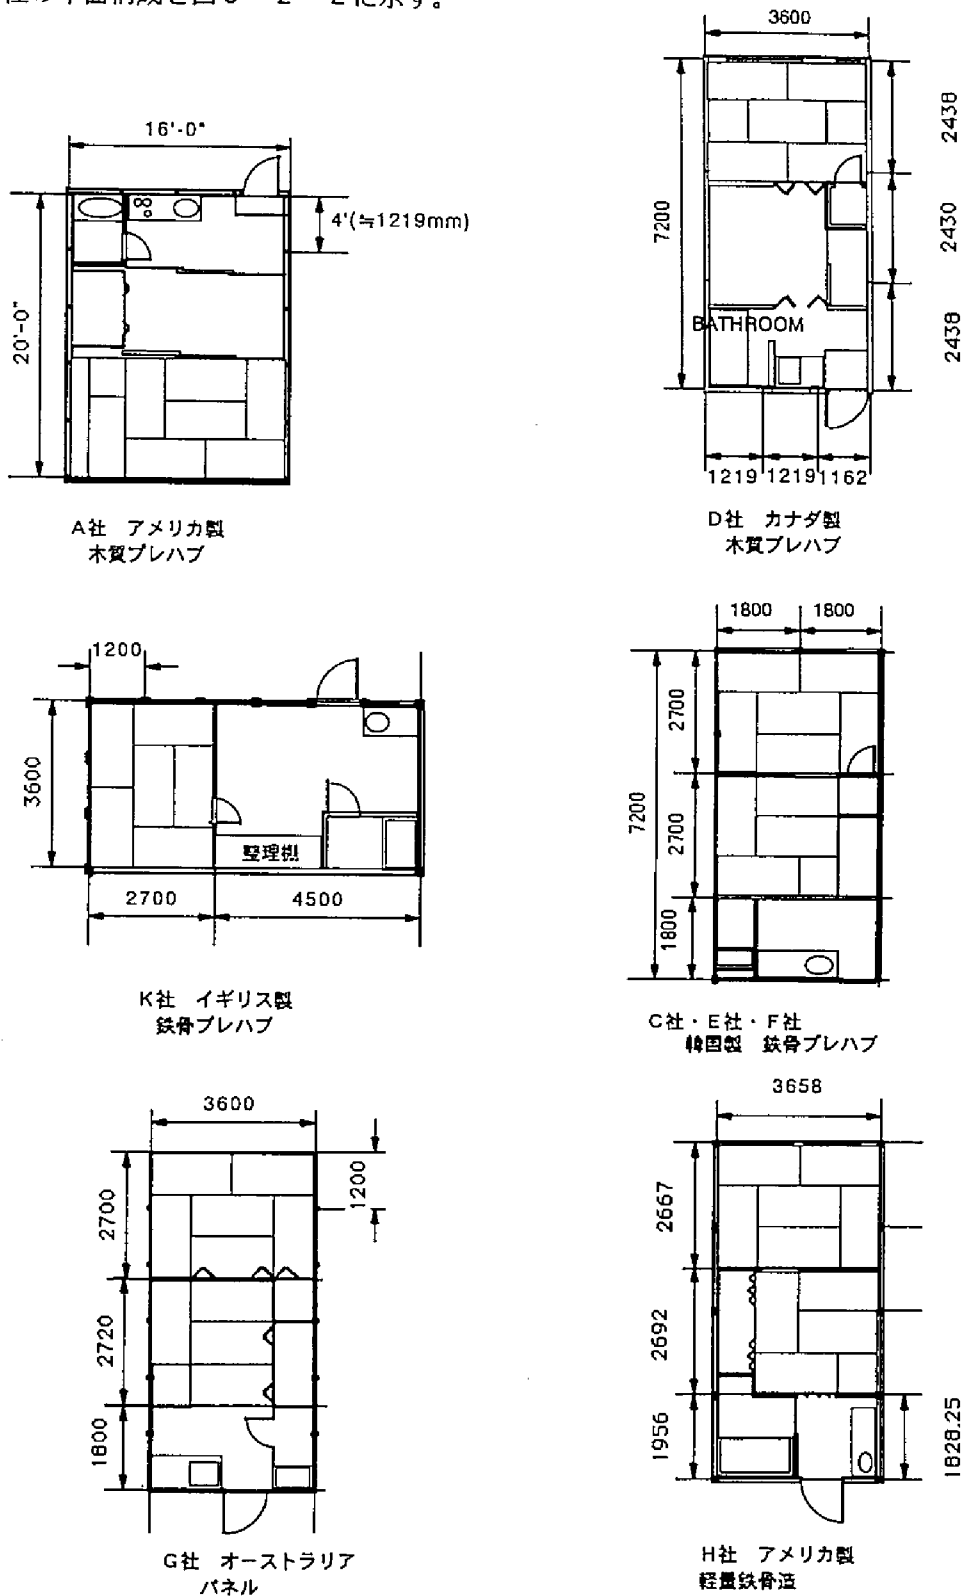 3600
16'-0"
4'(≒1219mm)
20'-0"
A社　アメリカ製
木質プレハブ
7200
2438
2430
2438
BATHROOM
1219 1219 1162
D社　カナダ製
木質プレハブ
1200
3600
整理棚
2700
4500
K社　イギリス製
鉄骨プレハブ
1800
1800
7200
2700
2700
1800
C社・E社・F社
韓国製　鉄骨プレハブ
3600
1200
2700
2720
1800
G社　オーストラリア
パネル
3658
2667
2692
1956
1828.25
H社　アメリカ製
軽量鉄骨造